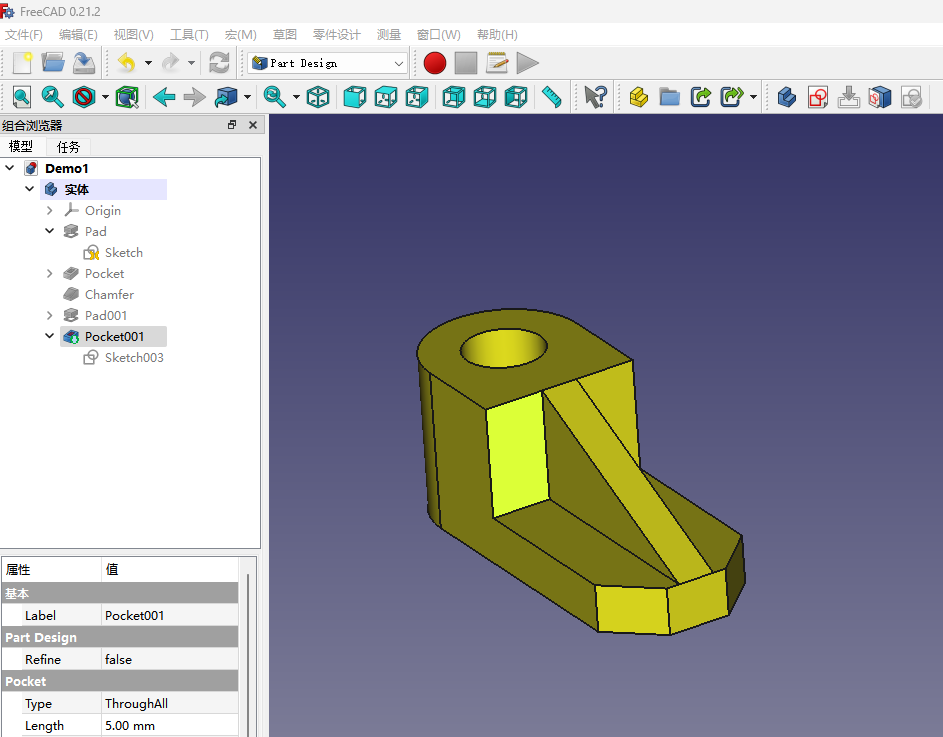 FreeCAD 0.21.2
文件(F) 编辑(E) 视图(V) 工具(T) 宏(M) 草图 零件设计 测量 窗口(W) 帮助(H)
Part Design
组合浏览器
模型 任务
Demo1
实体
Origin
Pad
Sketch
Pocket
Chamfer
Pad001
Pocket001
Sketch003
属性 值
基本
Label Pocket001
Part Design
Refine false
Pocket
Type ThroughAll
Length 5.00 mm